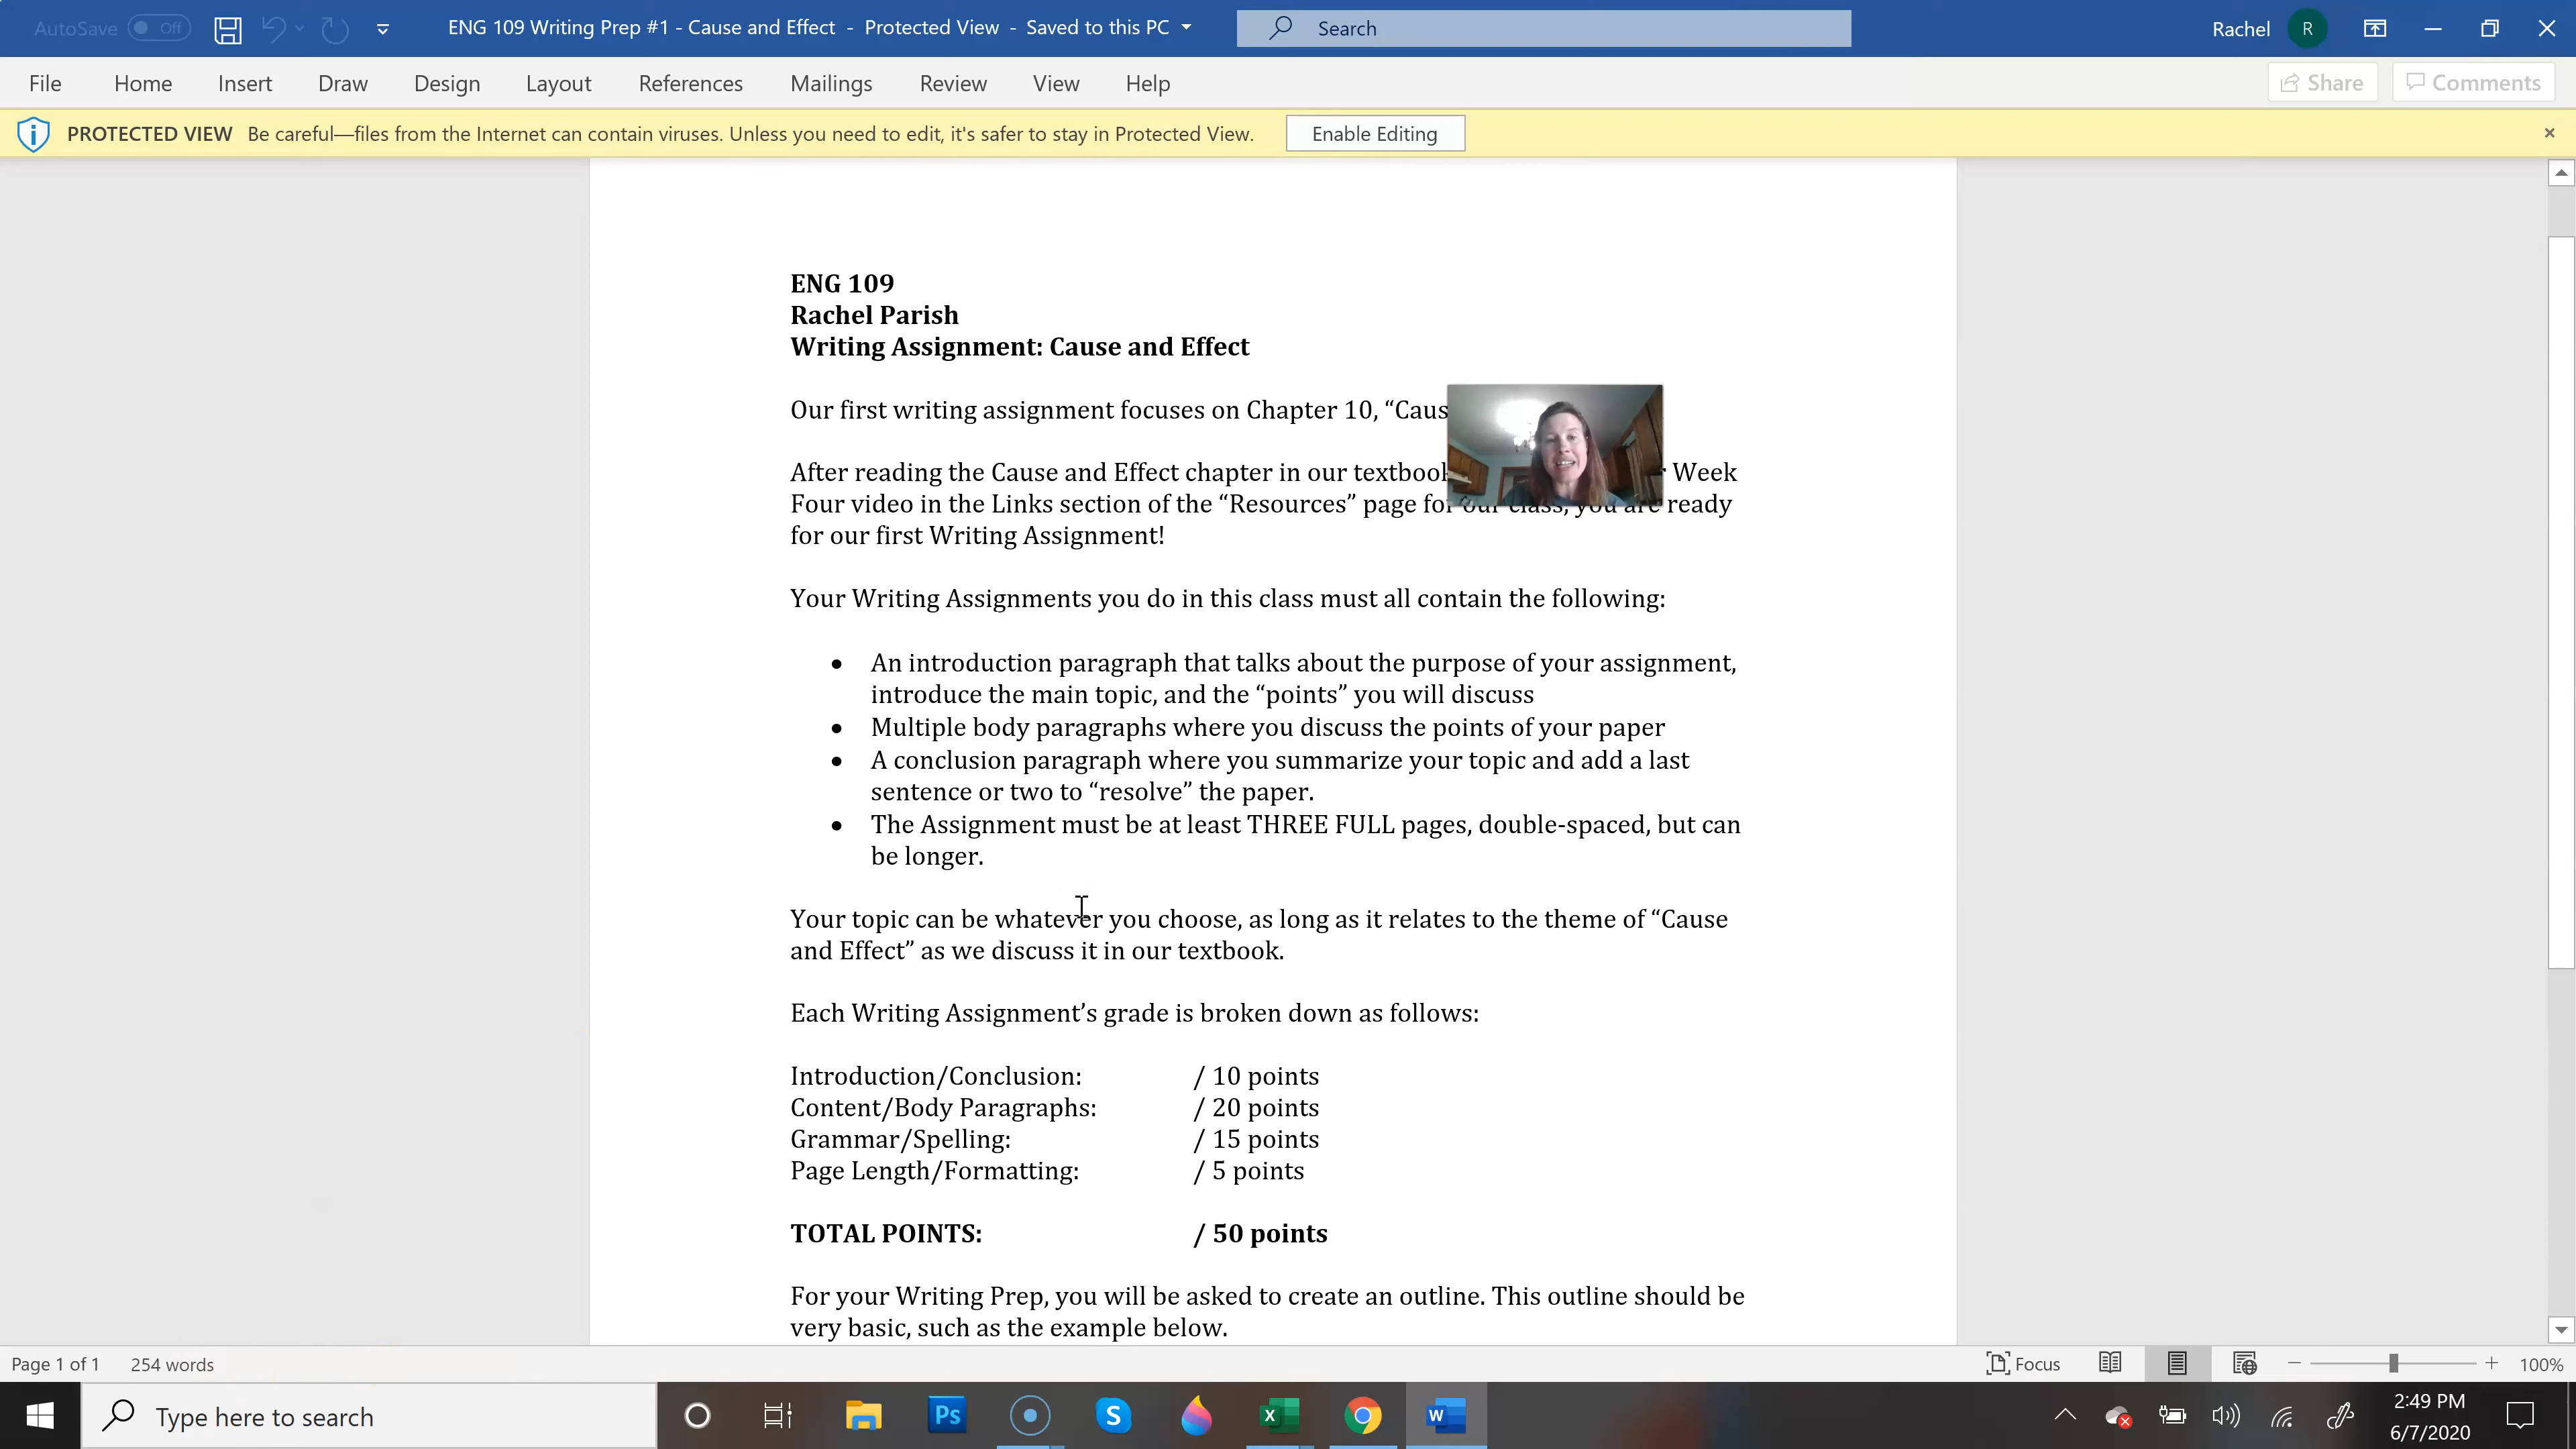 AutoSave Off
ENG 109 Writing Prep #1 - Cause and Effect - Protected View - Saved to this PC
Search
Rachel R
File Home Insert Draw Design Layout References Mailings Review View Help
Share Comments
PROTECTED VIEW Be careful—files from the Internet can contain viruses. Unless you need to edit, it's safer to stay in Protected View. Enable Editing
ENG 109
Rachel Parish
Writing Assignment: Cause and Effect
Our first writing assignment focuses on Chapter 10, “Caus
After reading the Cause and Effect chapter in our textbook Week
Four video in the Links section of the “Resources” page for our class, you are ready
for our first Writing Assignment!
Your Writing Assignments you do in this class must all contain the following:
• An introduction paragraph that talks about the purpose of your assignment,
introduce the main topic, and the “points” you will discuss
• Multiple body paragraphs where you discuss the points of your paper
• A conclusion paragraph where you summarize your topic and add a last
sentence or two to “resolve” the paper.
• The Assignment must be at least THREE FULL pages, double-spaced, but can
be longer.
Your topic can be whatever you choose, as long as it relates to the theme of “Cause
and Effect” as we discuss it in our textbook.
Each Writing Assignment’s grade is broken down as follows:
Introduction/Conclusion: / 10 points
Content/Body Paragraphs: / 20 points
Grammar/Spelling: / 15 points
Page Length/Formatting: / 5 points
TOTAL POINTS: / 50 points
For your Writing Prep, you will be asked to create an outline. This outline should be
very basic, such as the example below.
Page 1 of 1 254 words
Focus
100%
Type here to search
Ps
2:49 PM
6/7/2020